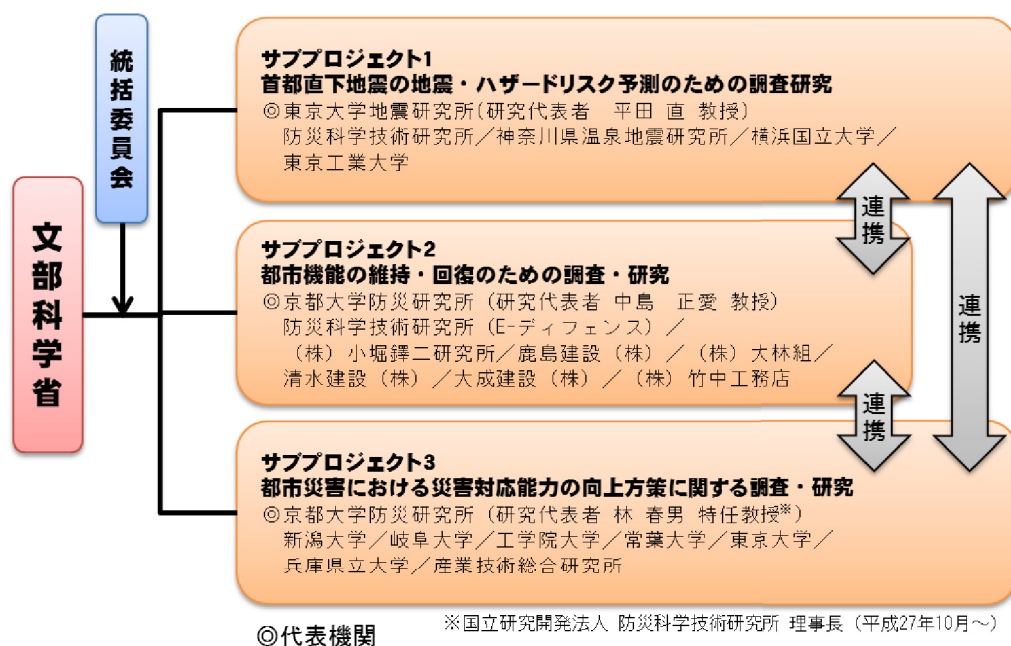 統括委員会
文部科学省
サブプロジェクト1
首都直下地震の地震・ハザードリスク予測のための調査研究
◎東京大学地震研究所(研究代表者 平田 直 教授)
防災科学技術研究所/神奈川県温泉地震研究所/横浜国立大学/
東京工業大学
連携
サブプロジェクト2
都市機能の維持・回復のための調査・研究
◎京都大学防災研究所(研究代表者 中島 正愛 教授)
防災科学技術研究所(E-ディフェンス)/
(株)小堀鐸二研究所/鹿島建設(株)/(株)大林組/
清水建設(株)/大成建設(株)/(株)竹中工務店
連携
連携
サブプロジェクト3
都市災害における災害対応能力の向上方策に関する調査・研究
◎京都大学防災研究所(研究代表者 林 春男 特任教授※)
新潟大学/岐阜大学/工学院大学/常葉大学/東京大学/
兵庫県立大学/産業技術総合研究所
◎代表機関
※国立研究開発法人 防災科学技術研究所 理事長(平成27年10月~)